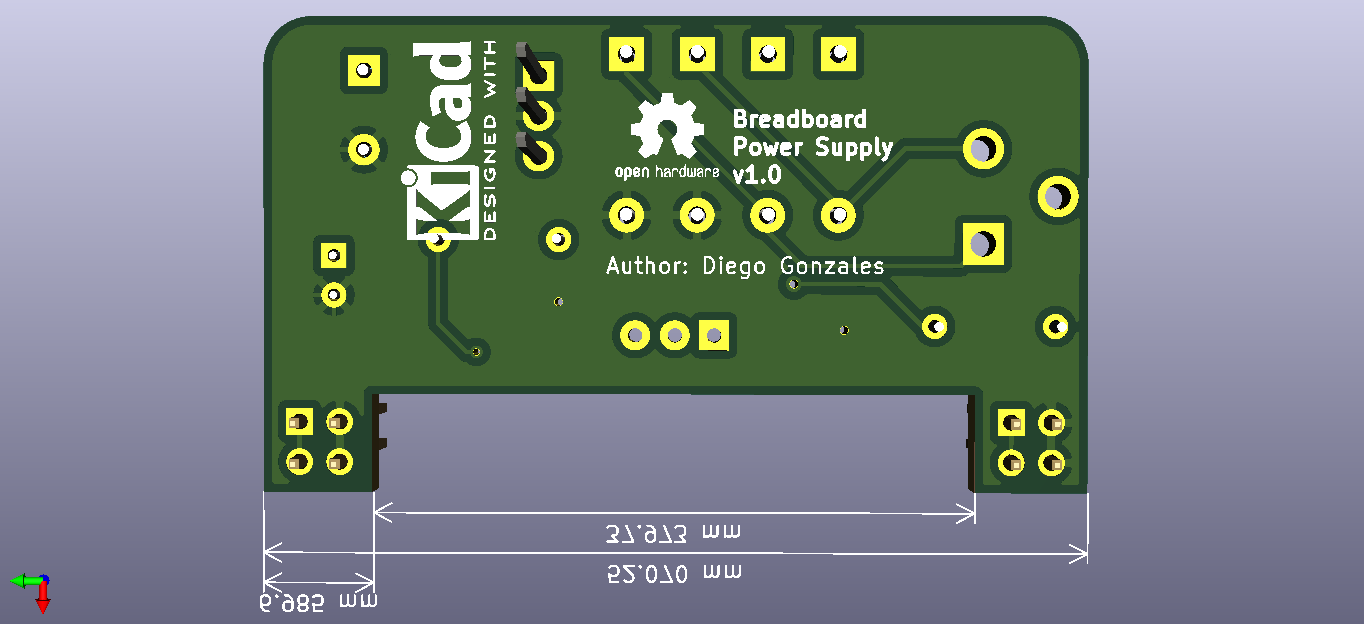 KiCad
DESIGNED WITH
open hardware
Breadboard
Power Supply
v1.0
Author: Diego Gonzales
37.973 mm
52.070 mm
6.985 mm